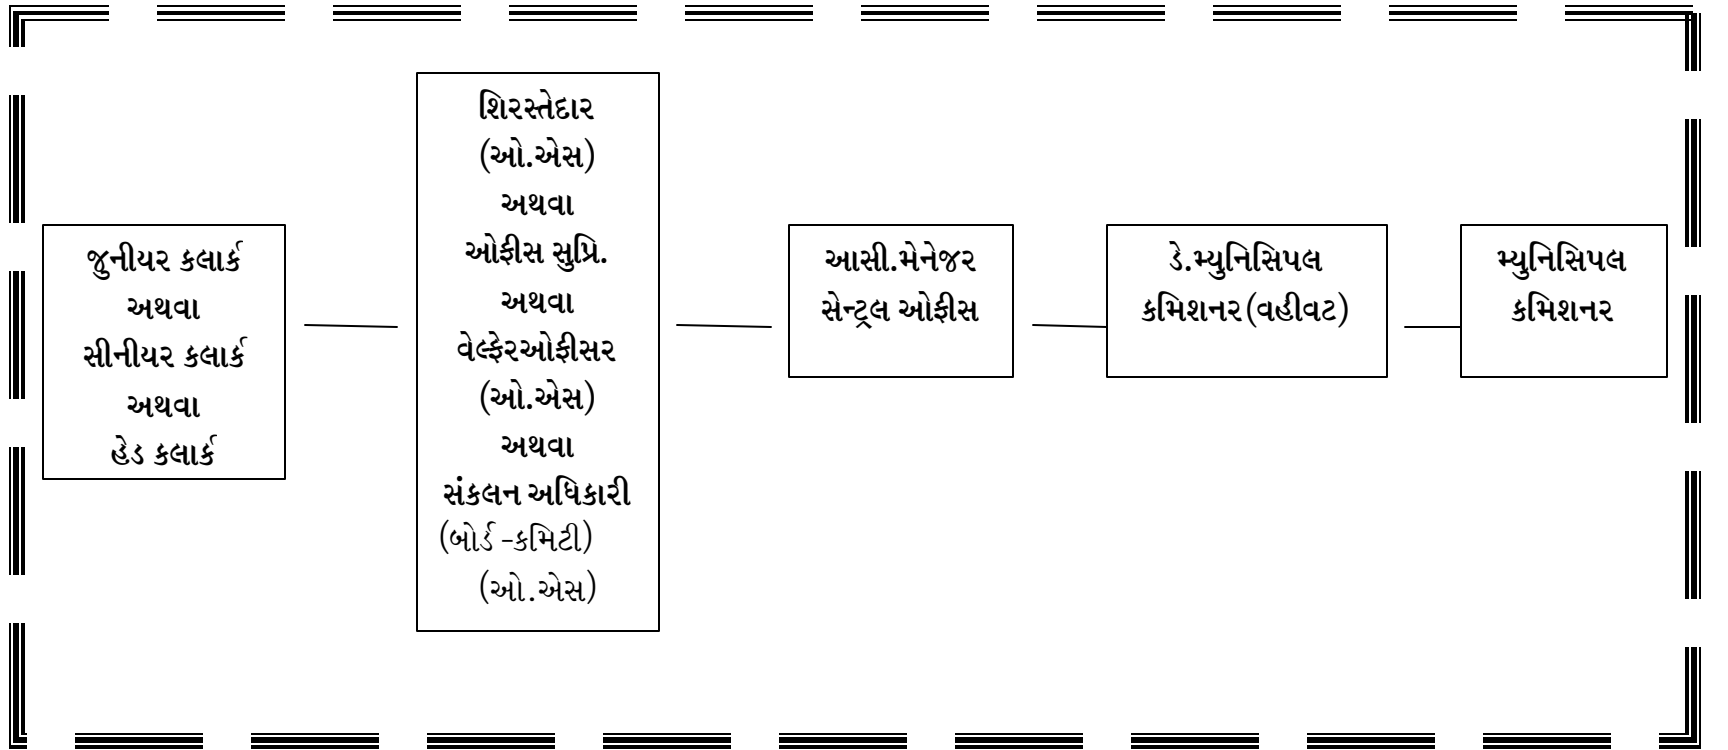 જુનીયર કલાર્ક
અથવા
સીનીયર કલાર્ક
અથવા
હેડ કલાર્ક
શિરસ્તેદાર
(ઓ.એસ)
અથવા
ઓફીસ સુપ્રિ.
અથવા
વેલ્ફેરઓફીસર
(ઓ.એસ)
અથવા
સંકલન અધિકારી
(બોર્ડ -કમિટી)
(ઓ.એસ)
આસી.મેનેજર
સેન્ટ્રલ ઓફીસ
ડે.મ્યુનિસિપલ
કમિશનર(વહીવટ)
મ્યુનિસિપલ
કમિશનર